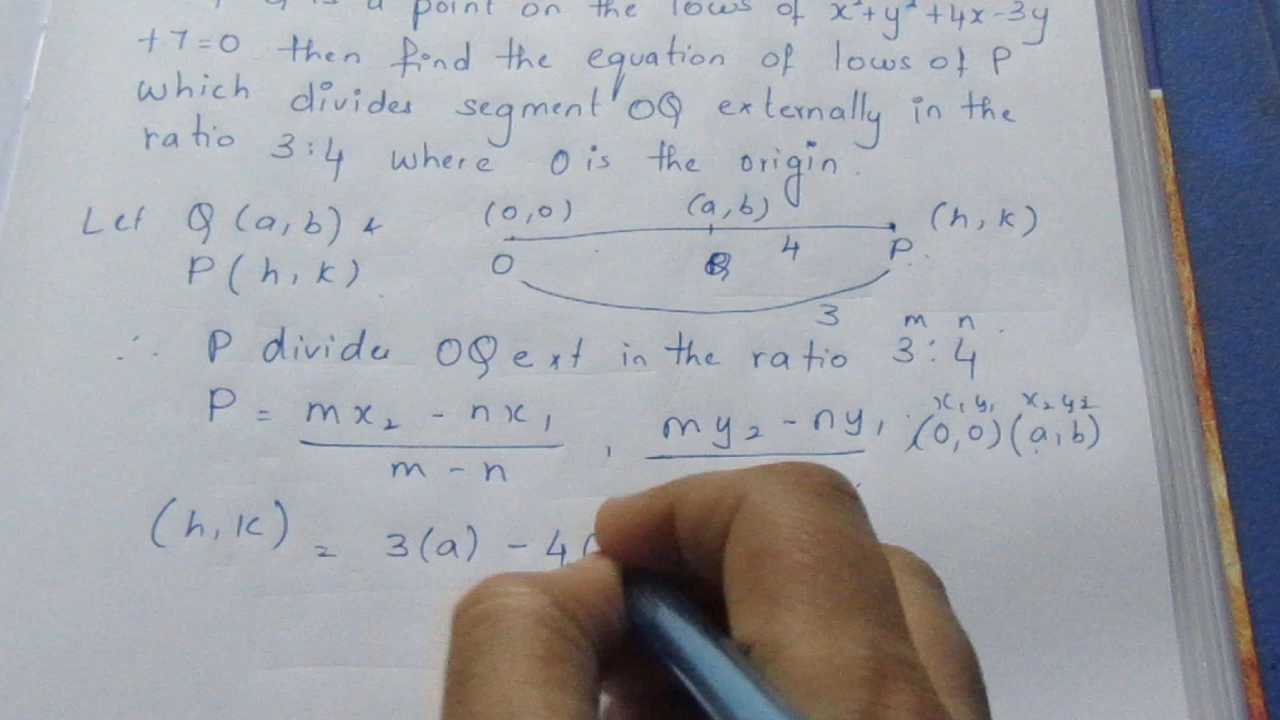 is a point on the locus of x²+y²+4x-3y
+7=0 then find the equation of locus of P
which divides segment OQ externally in the
ratio 3:4 where O is the origin.
Let Q(a,b) & (0,0) (a,b) (h,k)
P(h,k) O Q 4 P
3 m n
∴ P divides OQ ext in the ratio 3:4
x₁ y₁ x₂ y₂
P = mx₂ - nx₁ , my₂ - ny₁ (0,0)(a,b)
m - n
(h,k) = 3(a) - 4(